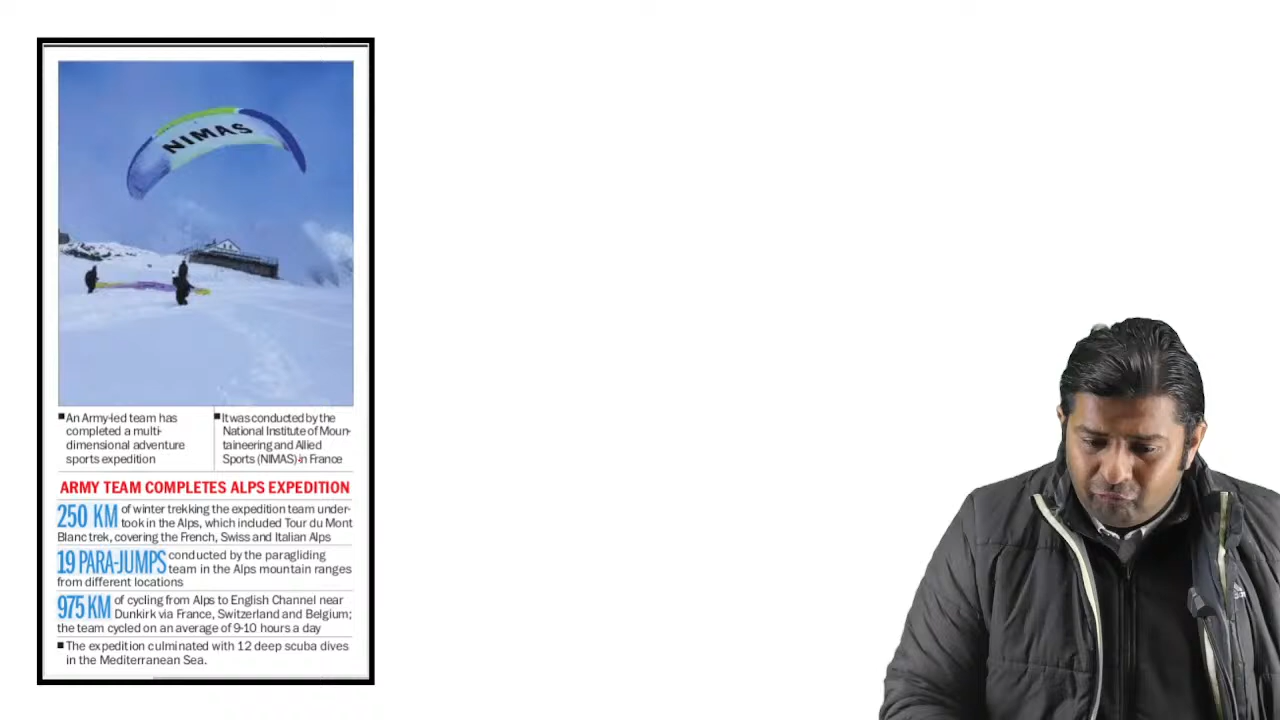 NIMAS
An Army-led team has
completed a multi-
dimensional adventure
sports expedition
It was conducted by the
National Institute of Moun-
taineering and Allied
Sports (NIMAS) in France
ARMY TEAM COMPLETES ALPS EXPEDITION
250 KM of winter trekking the expedition team under-
took in the Alps, which included Tour du Mont
Blanc trek, covering the French, Swiss and Italian Alps
19 PARA-JUMPS conducted by the paragliding
team in the Alps mountain ranges
from different locations
975 KM of cycling from Alps to English Channel near
Dunkirk via France, Switzerland and Belgium;
the team cycled on an average of 9-10 hours a day
The expedition culminated with 12 deep scuba dives
in the Mediterranean Sea.